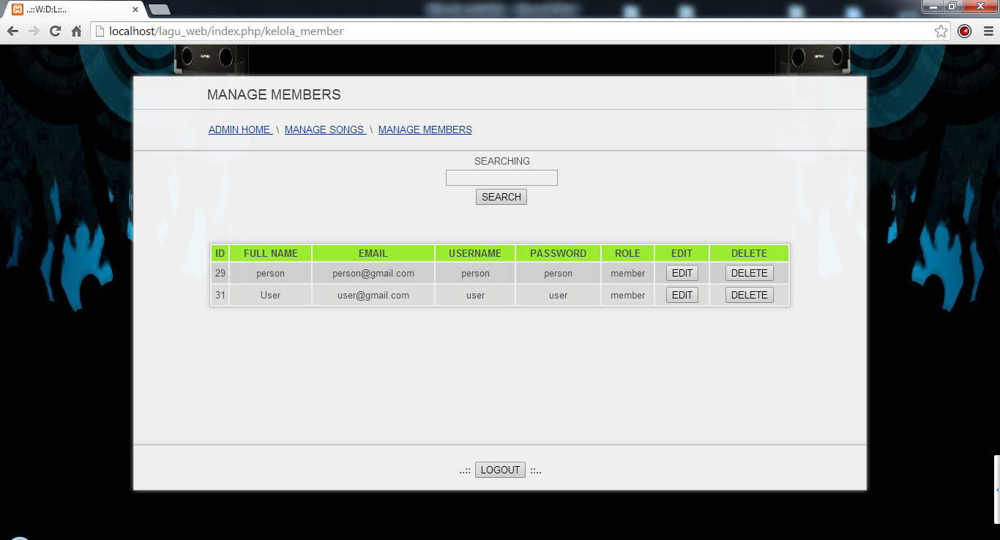 ..::W:D:L::..
localhost/lagu_web/index.php/kelola_member
MANAGE MEMBERS
ADMIN HOME \ MANAGE SONGS \ MANAGE MEMBERS
SEARCHING
SEARCH
ID FULL NAME EMAIL USERNAME PASSWORD ROLE EDIT DELETE
29 person person@gmail.com person person member EDIT DELETE
31 User user@gmail.com user user member EDIT DELETE
..:: LOGOUT ::..